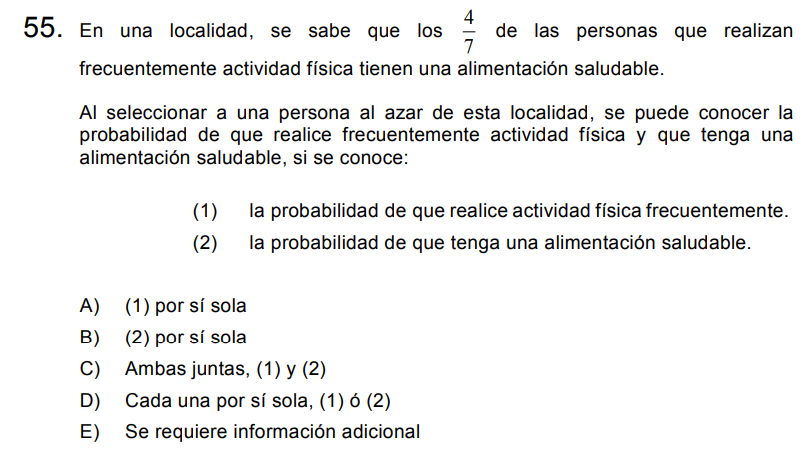 55. En una localidad, se sabe que los 4/7 de las personas que realizan
frecuentemente actividad física tienen una alimentación saludable.
Al seleccionar a una persona al azar de esta localidad, se puede conocer la
probabilidad de que realice frecuentemente actividad física y que tenga una
alimentación saludable, si se conoce:
(1) la probabilidad de que realice actividad física frecuentemente.
(2) la probabilidad de que tenga una alimentación saludable.
A) (1) por sí sola
B) (2) por sí sola
C) Ambas juntas, (1) y (2)
D) Cada una por sí sola, (1) ó (2)
E) Se requiere información adicional